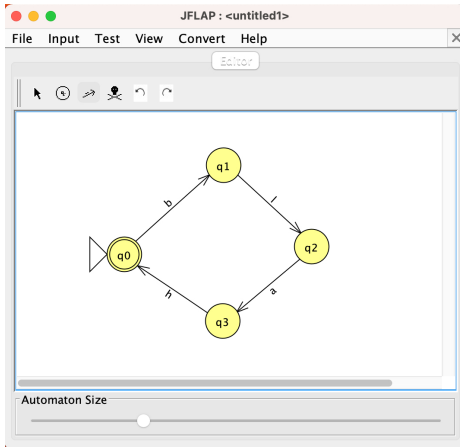 JFLAP : <untitled1>
File Input Test View Convert Help
Editor
q1
b
l
q0
q2
h
a
q3
Automaton Size